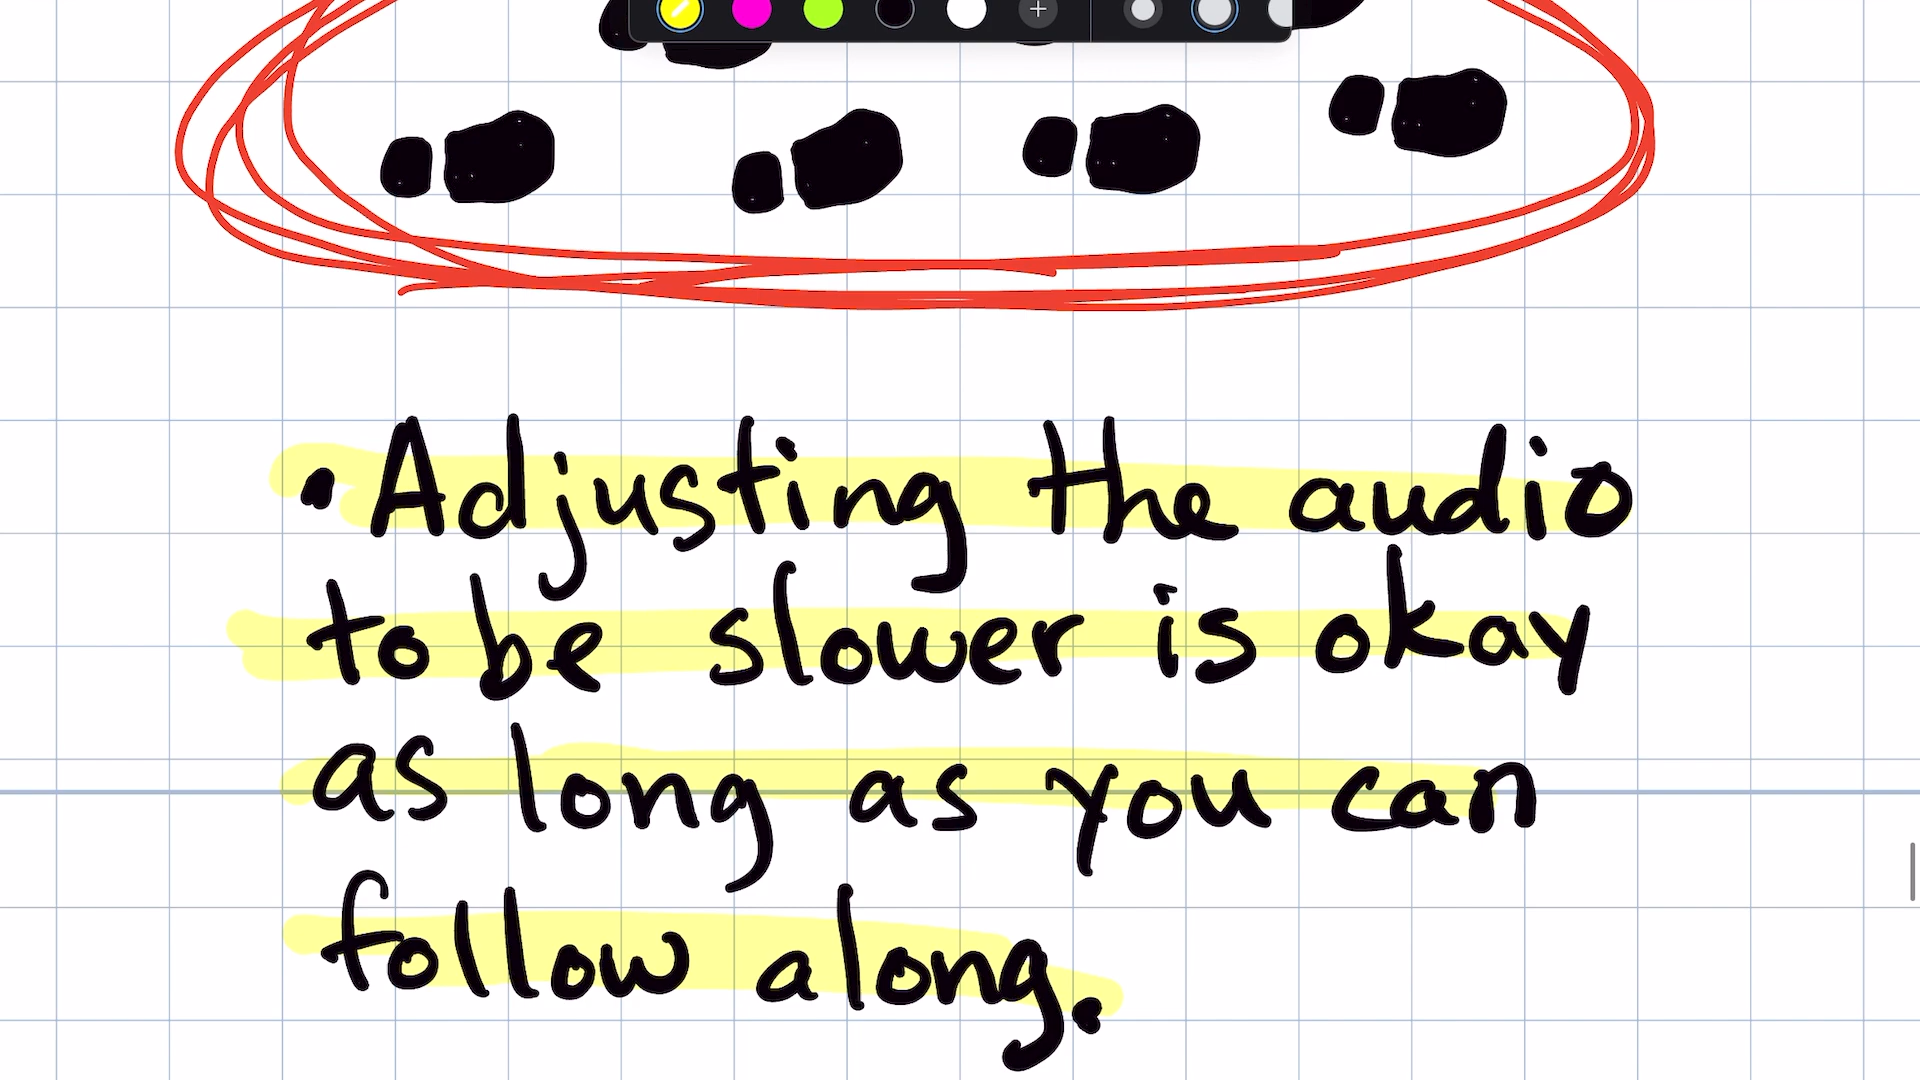 • Adjusting the audio
to be slower is okay
as long as you can
follow along.